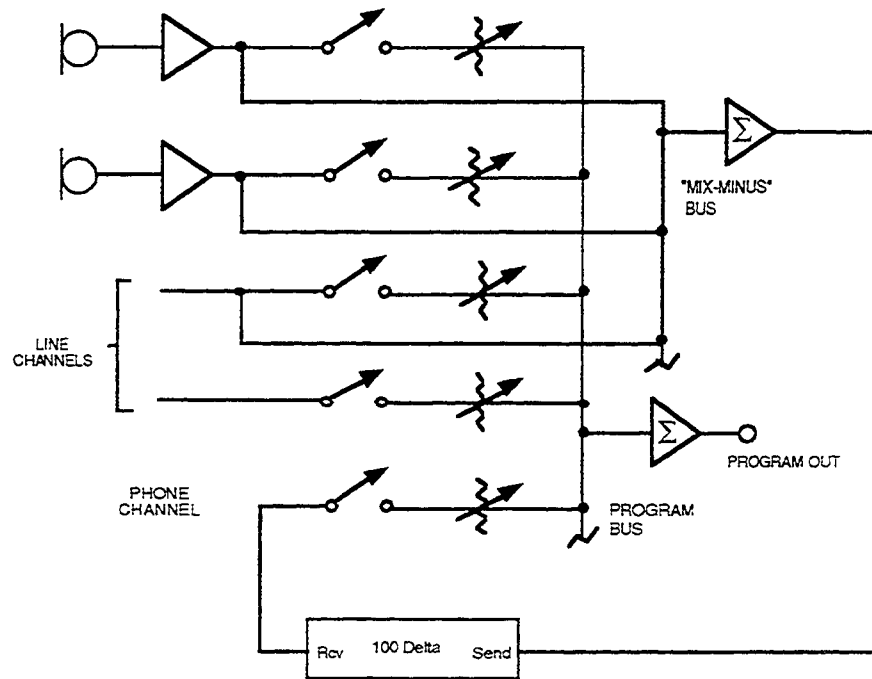 Σ
"MIX-MINUS"
BUS
LINE
CHANNELS
Σ
PROGRAM OUT
PHONE
CHANNEL
PROGRAM
BUS
Rcv 100 Delta Send